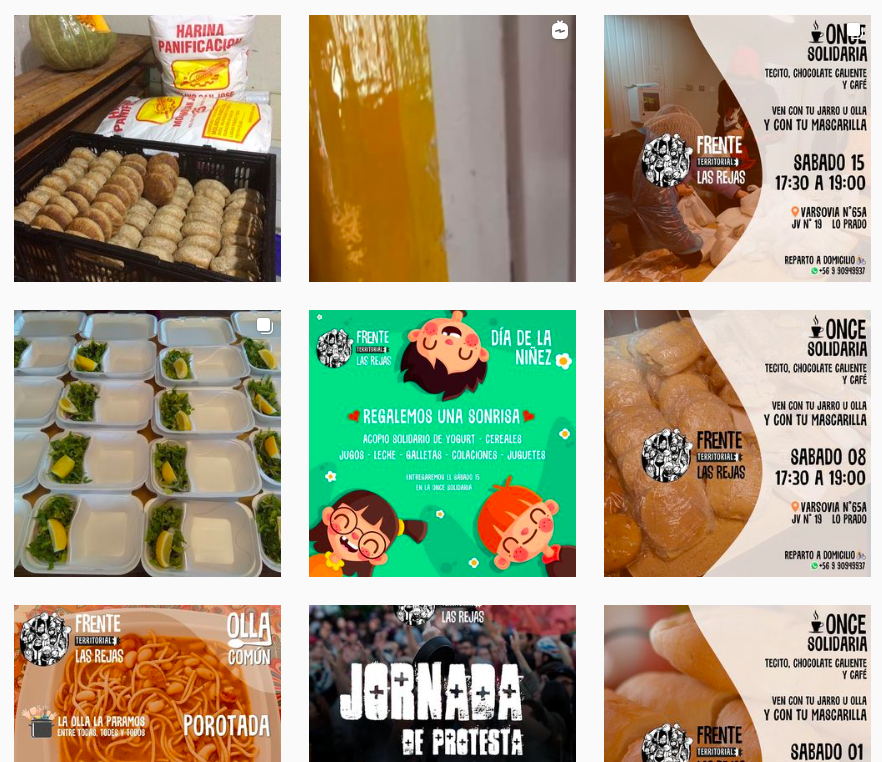 HARINA
PANIFICACION
ONCE
SOLIDARIA
TECITO, CHOCOLATE CALIENTE
Y CAFÉ
VEN CON TU JARRO U OLLA
Y CON TU MASCARILLA
FRENTE
TERRITORIAL
LAS REJAS
SABADO 15
17:30 A 19:00
VARSOVIA N°65A
JV N° 19 LO PRADO
REPARTO A DOMICILIO
+56 9 90949937
FRENTE
TERRITORIAL
LAS REJAS
DÍA DE LA
NIÑEZ
REGALEMOS UNA SONRISA
ACOPIO SOLIDARIO DE YOGURT - CEREALES
JUGOS - LECHE - GALLETAS - COLACIONES - JUGUETES
ENTREGAREMOS EL SÁBADO 15
EN LA ONCE SOLIDARIA
ONCE
SOLIDARIA
TECITO, CHOCOLATE CALIENTE
Y CAFÉ
VEN CON TU JARRO U OLLA
Y CON TU MASCARILLA
FRENTE
TERRITORIAL
LAS REJAS
SABADO 08
17:30 A 19:00
VARSOVIA N°65A
JV N° 19 LO PRADO
REPARTO A DOMICILIO
+56 9 90949937
FRENTE
TERRITORIAL
LAS REJAS
OLLA
COMÚN
LA OLLA LA PARAMOS
ENTRE TODAS, TODES Y TODOS
POROTADA
LAS REJAS
JORNADA
DE PROTESTA
ONCE
SOLIDARIA
TECITO, CHOCOLATE CALIENTE
Y CAFÉ
VEN CON TU JARRO U OLLA
Y CON TU MASCARILLA
FRENTE
TERRITORIAL
SABADO 01